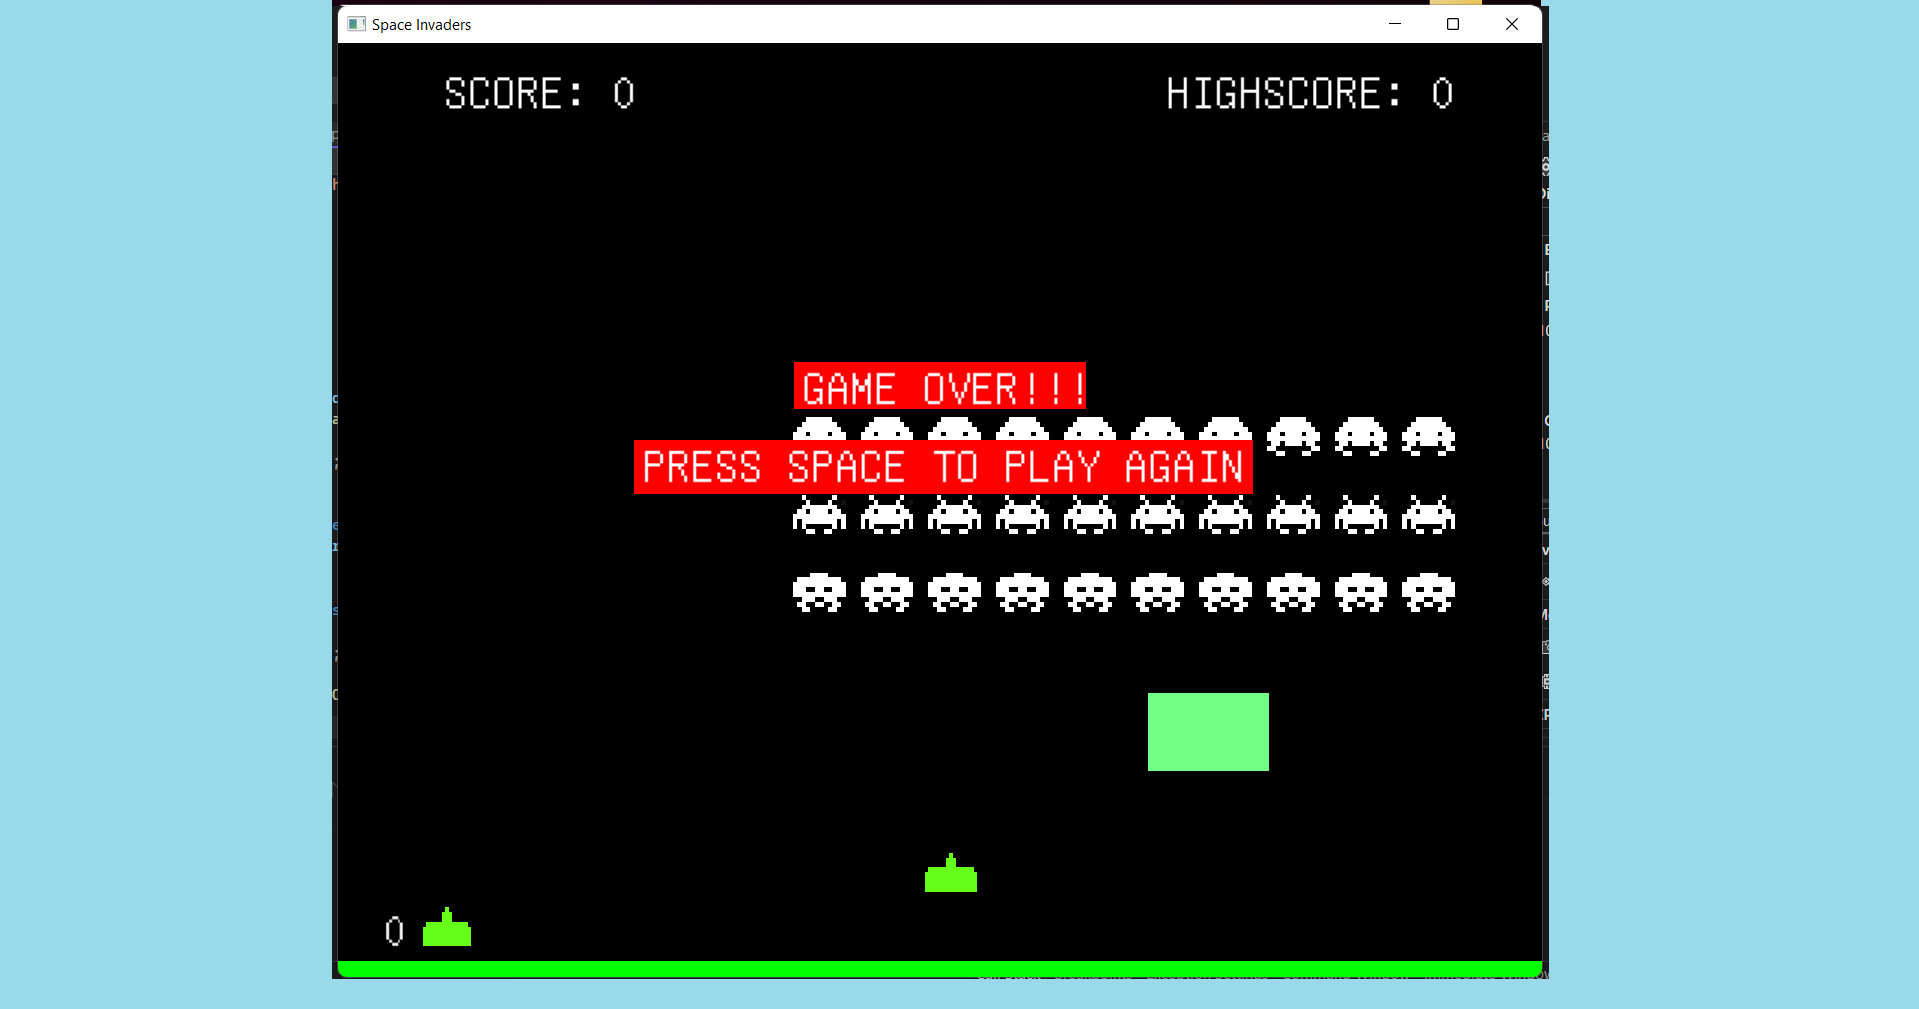 Space Invaders
SCORE: 0
HIGHSCORE: 0
GAME OVER!!!
PRESS SPACE TO PLAY AGAIN
0